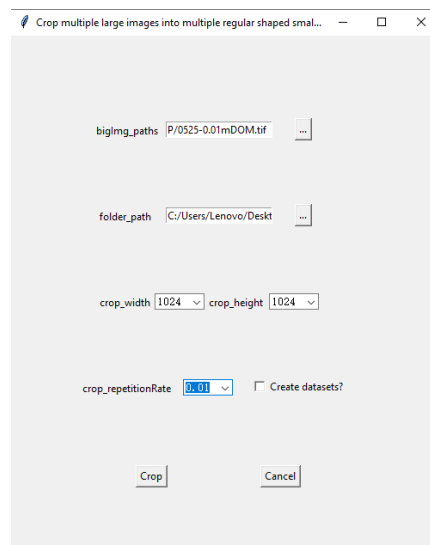 Crop multiple large images into multiple regular shaped smal...
bigImg_paths P/0525-0.01mDOM.tif ...
folder_path C:/Users/Lenovo/Deskt ...
crop_width 1024 crop_height 1024
crop_repetitionRate 0.01 Create datasets?
Crop Cancel